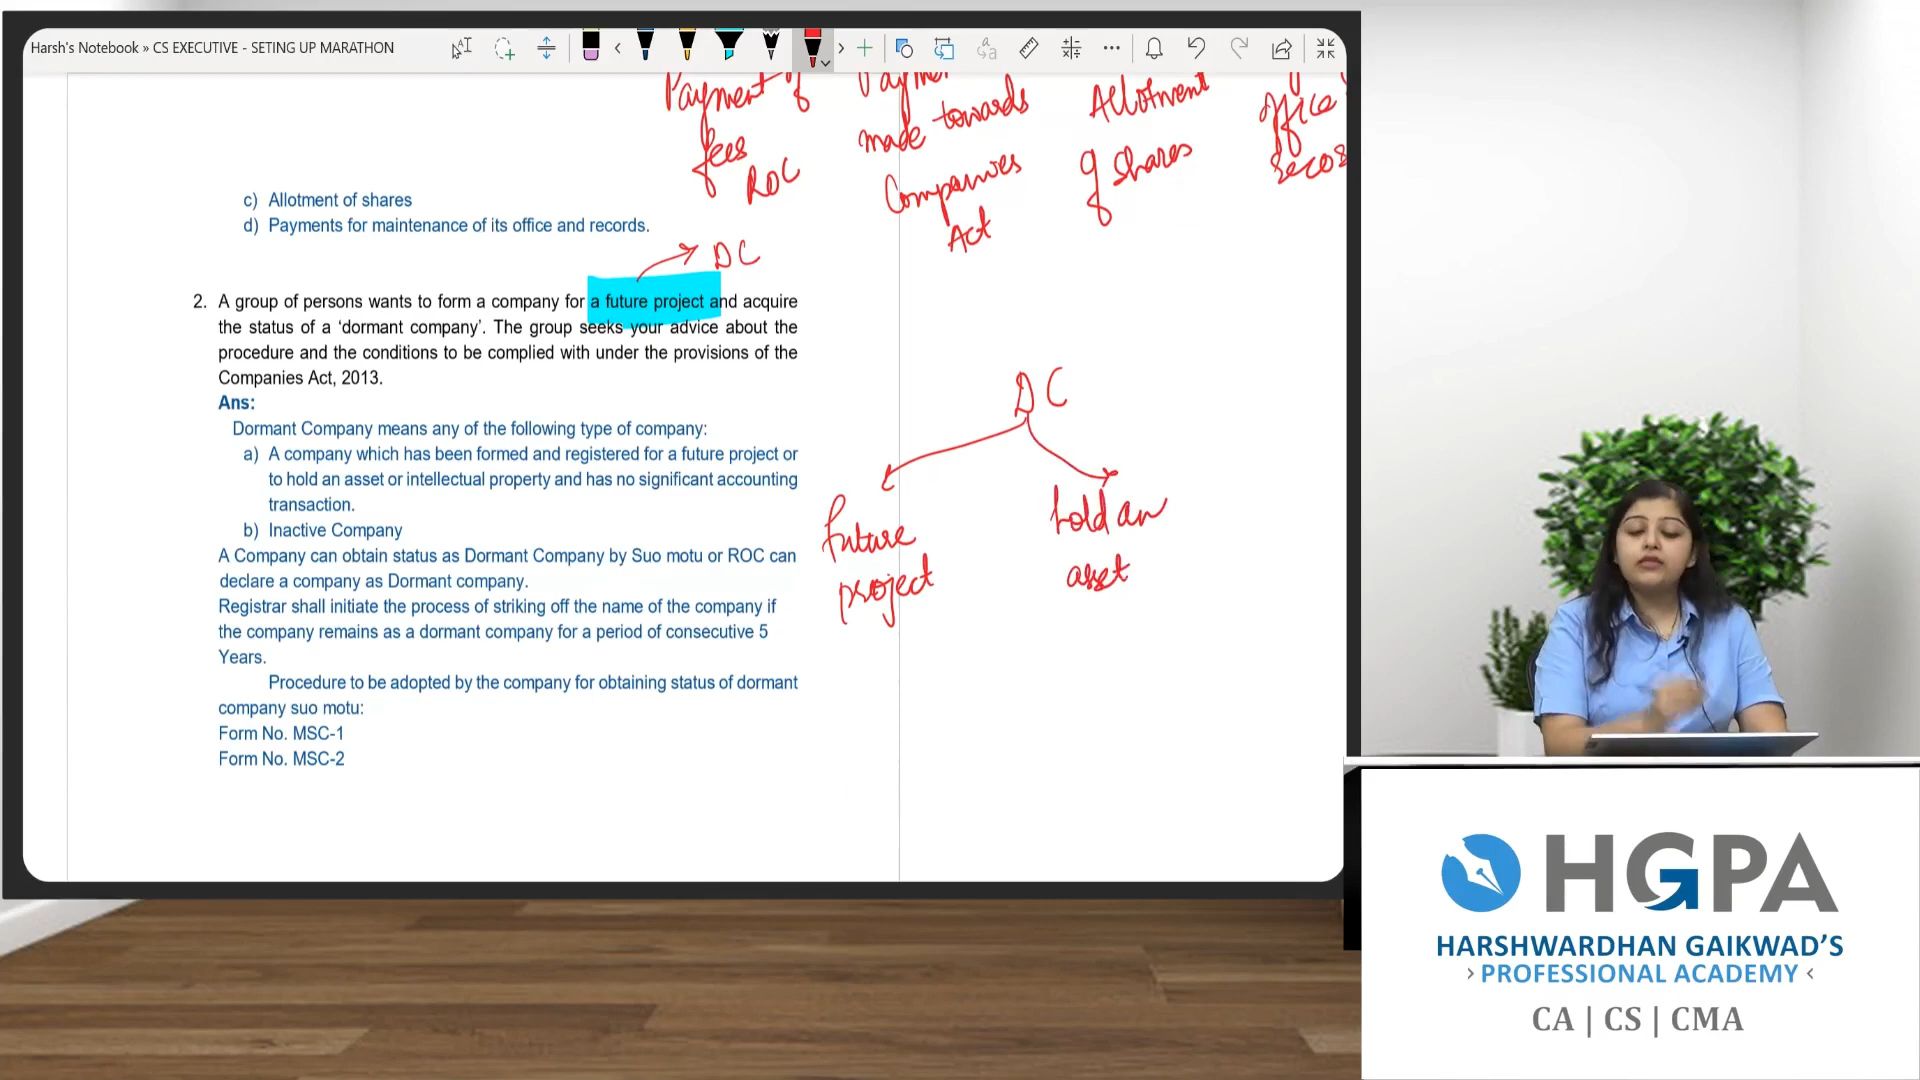 Harsh's Notebook » CS EXECUTIVE - SETING UP MARATHON
Payment of
fees
ROC
made towards
Companies
Act
Allotment
of shares
office
c) Allotment of shares
d) Payments for maintenance of its office and records.
DC
2. A group of persons wants to form a company for a future project and acquire
the status of a ‘dormant company’. The group seeks your advice about the
procedure and the conditions to be complied with under the provisions of the
Companies Act, 2013.
Ans:
Dormant Company means any of the following type of company:
a) A company which has been formed and registered for a future project or
to hold an asset or intellectual property and has no significant accounting
transaction.
b) Inactive Company
A Company can obtain status as Dormant Company by Suo motu or ROC can
declare a company as Dormant company.
Registrar shall initiate the process of striking off the name of the company if
the company remains as a dormant company for a period of consecutive 5
Years.
Procedure to be adopted by the company for obtaining status of dormant
company suo motu:
Form No. MSC-1
Form No. MSC-2
DC
future
project
hold an
asset
HGPA
HARSHWARDHAN GAIKWAD’S
› PROFESSIONAL ACADEMY ‹
CA | CS | CMA